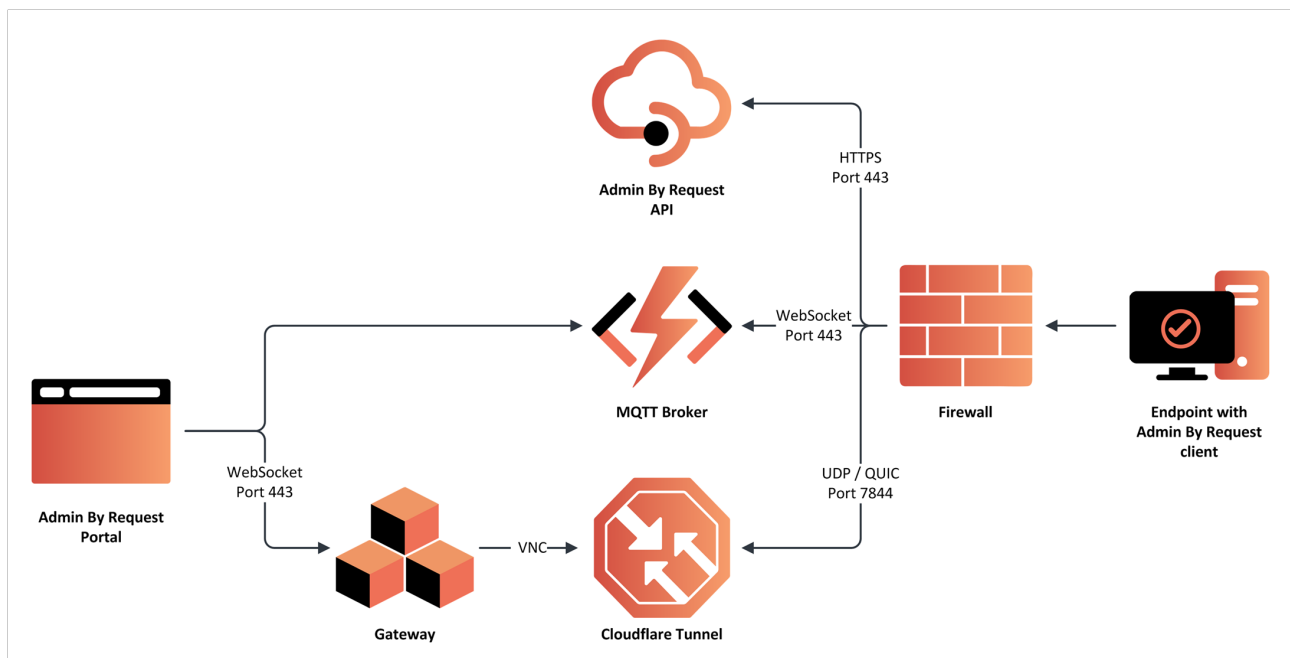 HTTPS
Port 443
Admin By Request
API
WebSocket
Port 443
MQTT Broker
Firewall
Endpoint with
Admin By Request
client
WebSocket
Port 443
UDP / QUIC
Port 7844
Admin By Request
Portal
VNC
Gateway
Cloudflare Tunnel